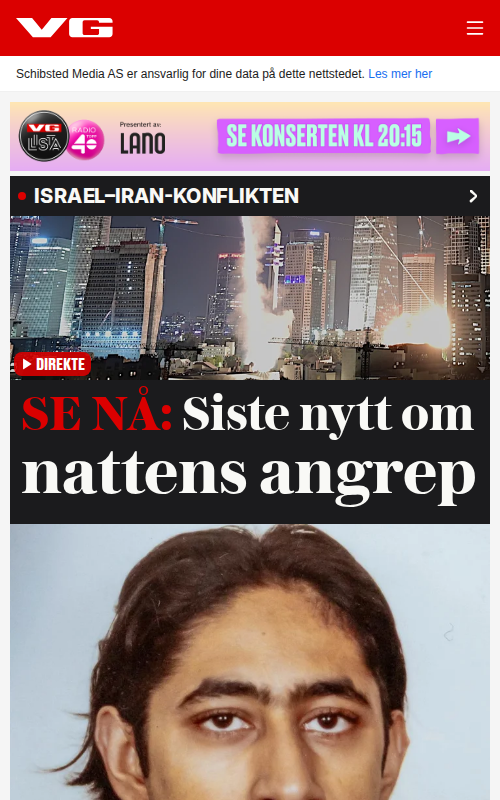 VG
Schibsted Media AS er ansvarlig for dine data på dette nettstedet. Les mer her
VG
LISTA
RADIO
TOPP
40
Presentert av:
LANO
SE KONSERTEN KL 20:15
ISRAEL–IRAN-KONFLIKTEN
DIREKTE
SE NÅ: Siste nytt om
nattens angrep